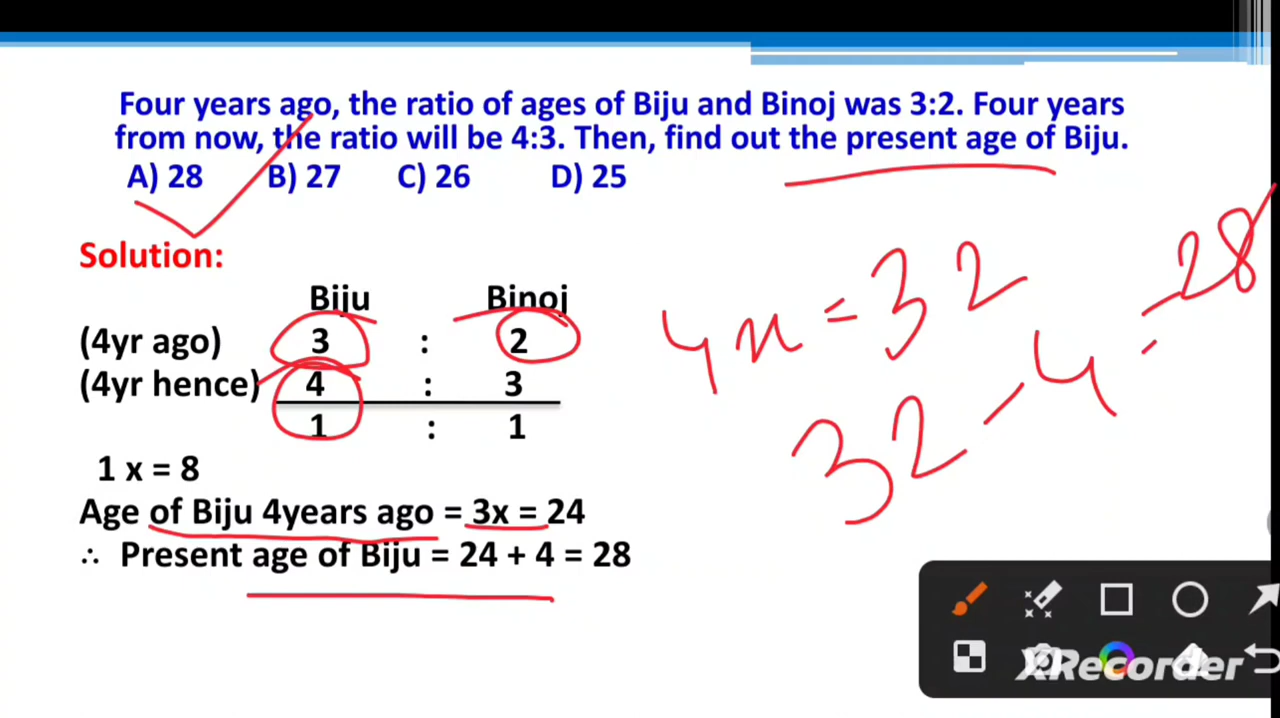 Four years ago, the ratio of ages of Biju and Binoj was 3:2. Four years
from now, the ratio will be 4:3. Then, find out the present age of Biju.
A) 28 B) 27 C) 26 D) 25
Solution:
Biju Binoj
(4yr ago) 3 : 2
(4yr hence) 4 : 3
1 : 1
1 x = 8
Age of Biju 4years ago = 3x = 24
∴ Present age of Biju = 24 + 4 = 28
4x = 32
32 - 4 = 28
XRecorder